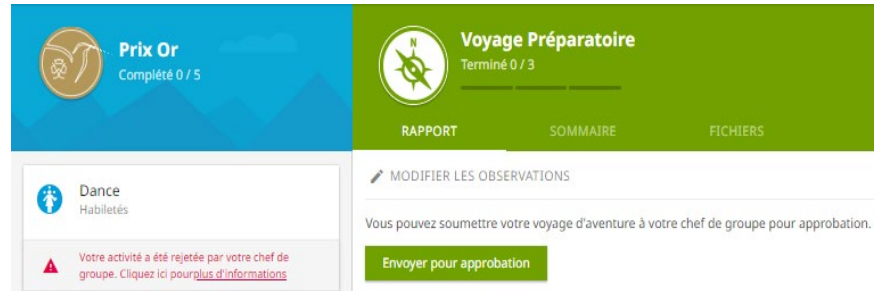 Prix Or
Complété 0 / 5
Dance
Habiletés
Votre activité a été rejetée par votre chef de
groupe. Cliquez ici pourplus d'informations
N
Voyage Préparatoire
Terminé 0 / 3
RAPPORT SOMMAIRE FICHIERS
MODIFIER LES OBSERVATIONS
Vous pouvez soumettre votre voyage d'aventure à votre chef de groupe pour approbation.
Envoyer pour approbation